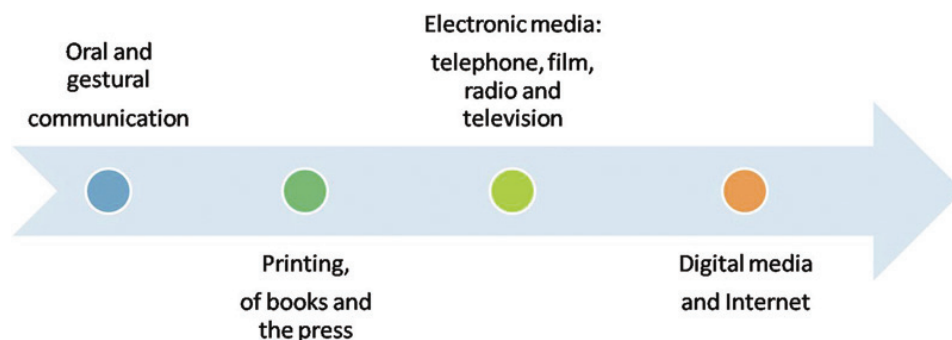 Oral and
gestural
communication
Printing,
of books and
the press
Electronic media:
telephone, film,
radio and
television
Digital media
and Internet